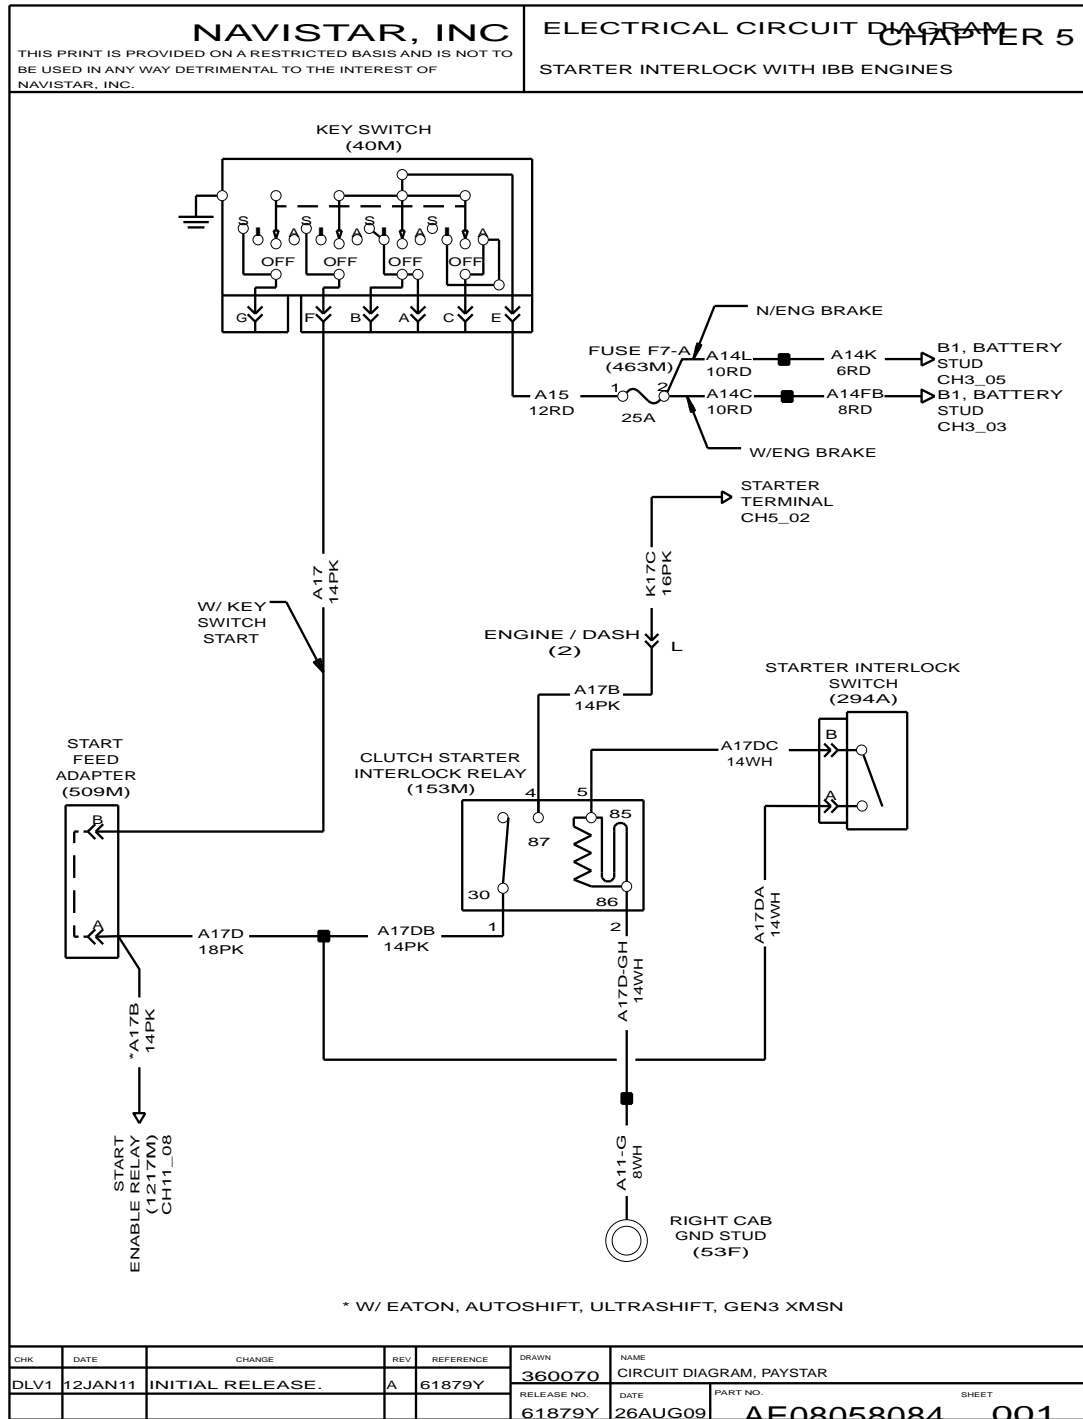 NAVISTAR, INC
THIS PRINT IS PROVIDED ON A RESTRICTED BASIS AND IS NOT TO
BE USED IN ANY WAY DETRIMENTAL TO THE INTEREST OF
NAVISTAR, INC.
ELECTRICAL CIRCUIT DIAGRAM
CHAPTER 5
STARTER INTERLOCK WITH IBB ENGINES
KEY SWITCH
(40M)
S A S A S A S A
OFF OFF OFF OFF
G F B A C E
N/ENG BRAKE
FUSE F7-A
(463M)
1 2
25A
A15
12RD
A14L
10RD
A14K
6RD
B1, BATTERY
STUD
CH3_05
A14C
10RD
A14FB
8RD
B1, BATTERY
STUD
CH3_03
W/ENG BRAKE
STARTER
TERMINAL
CH5_02
K17C
16PK
A17
14PK
W/ KEY
SWITCH
START
ENGINE / DASH
(2)
L
A17B
14PK
STARTER INTERLOCK
SWITCH
(294A)
B
A
A17DC
14WH
START
FEED
ADAPTER
(509M)
B
A
CLUTCH STARTER
INTERLOCK RELAY
(153M)
4 5
85
87
30
86
1 2
A17D
18PK
A17DB
14PK
A17DA
14WH
A17D-GH
14WH
*A17B
14PK
START
ENABLE RELAY
(1217M)
CH11_08
A11-G
8WH
RIGHT CAB
GND STUD
(53F)
* W/ EATON, AUTOSHIFT, ULTRASHIFT, GEN3 XMSN
CHK DATE CHANGE REV REFERENCE
DLV1 12JAN11 INITIAL RELEASE. A 61879Y
DRAWN
360070
NAME
CIRCUIT DIAGRAM, PAYSTAR
RELEASE NO.
61879Y
DATE
26AUG09
PART NO.
AE08058084
SHEET
001